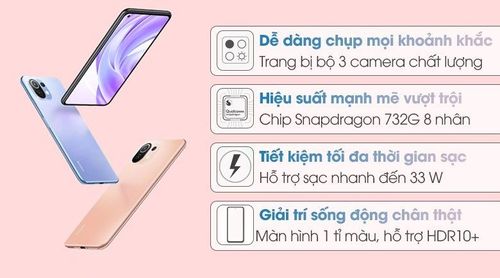 Dễ dàng chụp mọi khoảnh khắc
Trang bị bộ 3 camera chất lượng
Hiệu suất mạnh mẽ vượt trội
Chip Snapdragon 732G 8 nhân
Tiết kiệm tối đa thời gian sạc
Hỗ trợ sạc nhanh đến 33 W
Giải trí sống động chân thật
Màn hình 1 tỉ màu, hỗ trợ HDR10+